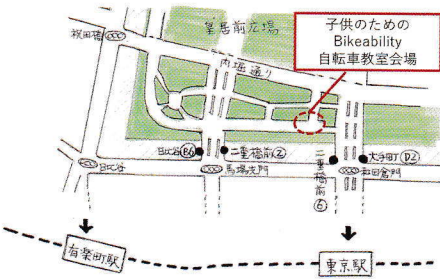 皇居前広場
子供のための
Bikeability
自転車教室会場
祝田橋
内堀通り
日比谷(B6)
二重橋前②
二重橋前⑥
大手町(D2)
日比谷
馬場先門
和田倉門
有楽町駅
東京駅